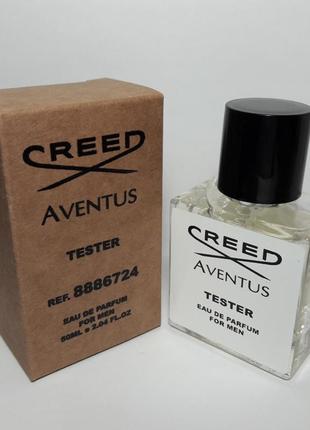 CREED
AVENTUS
TESTER
REF. 8886724
EAU DE PARFUM
FOR MEN
50ML e 2.04 FL.OZ
CREED
AVENTUS
TESTER
EAU DE PARFUM
FOR MEN